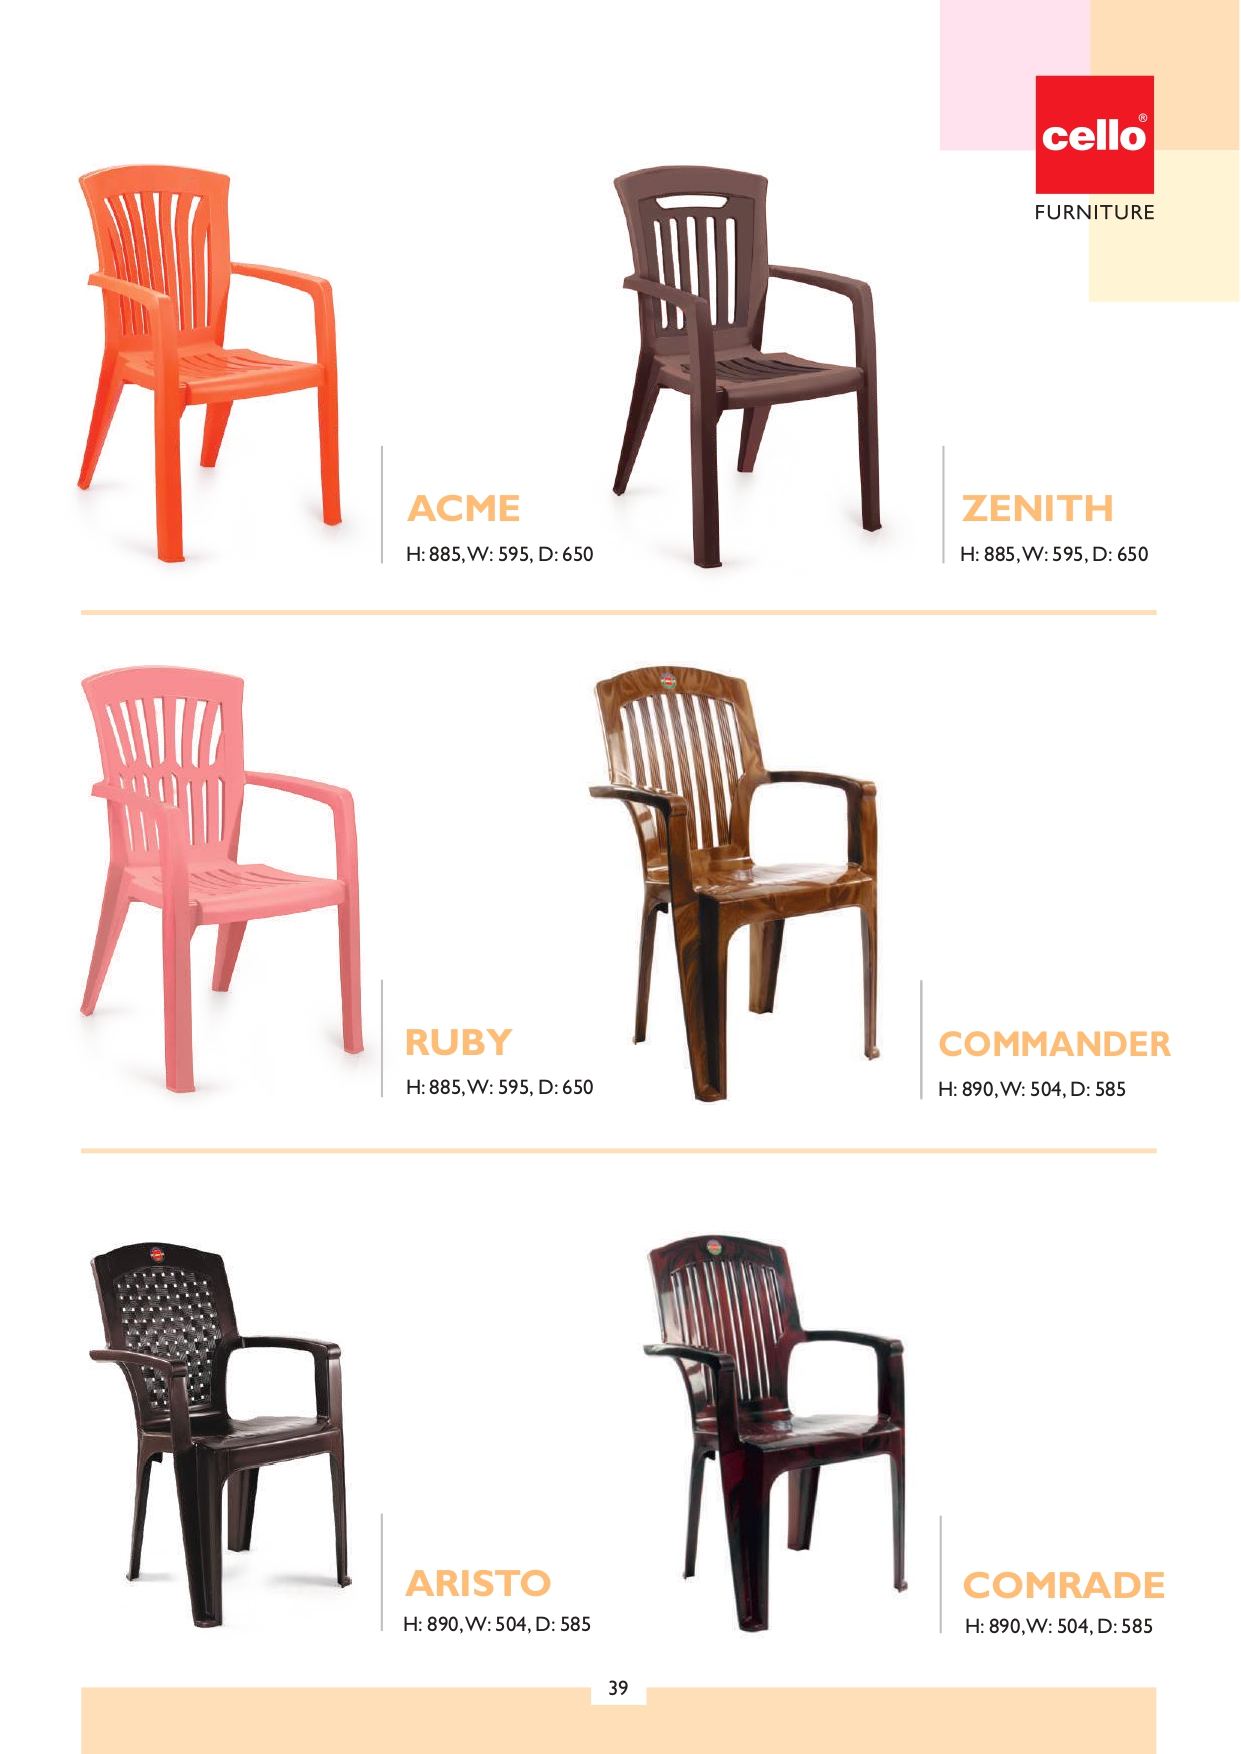 cello®
FURNITURE
ACME
H: 885, W: 595, D: 650
ZENITH
H: 885, W: 595, D: 650
RUBY
H: 885, W: 595, D: 650
COMMANDER
H: 890, W: 504, D: 585
ARISTO
H: 890, W: 504, D: 585
COMRADE
H: 890, W: 504, D: 585
39